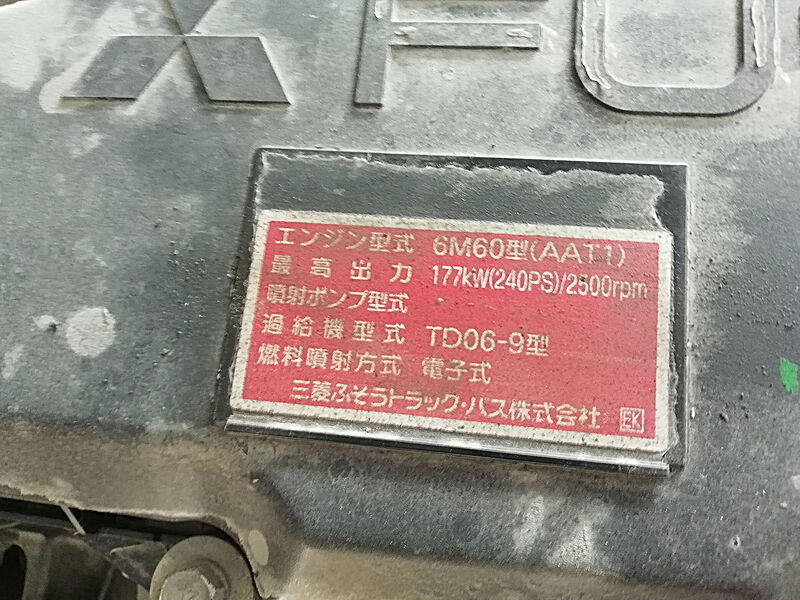 FU
エンジン型式 6M60型(AAT1)
最高出力 177kW(240PS)/2500rpm
噴射ポンプ型式
過給機型式 TD06-9型
燃料噴射方式 電子式
三菱ふそうトラック・バス株式会社 EK